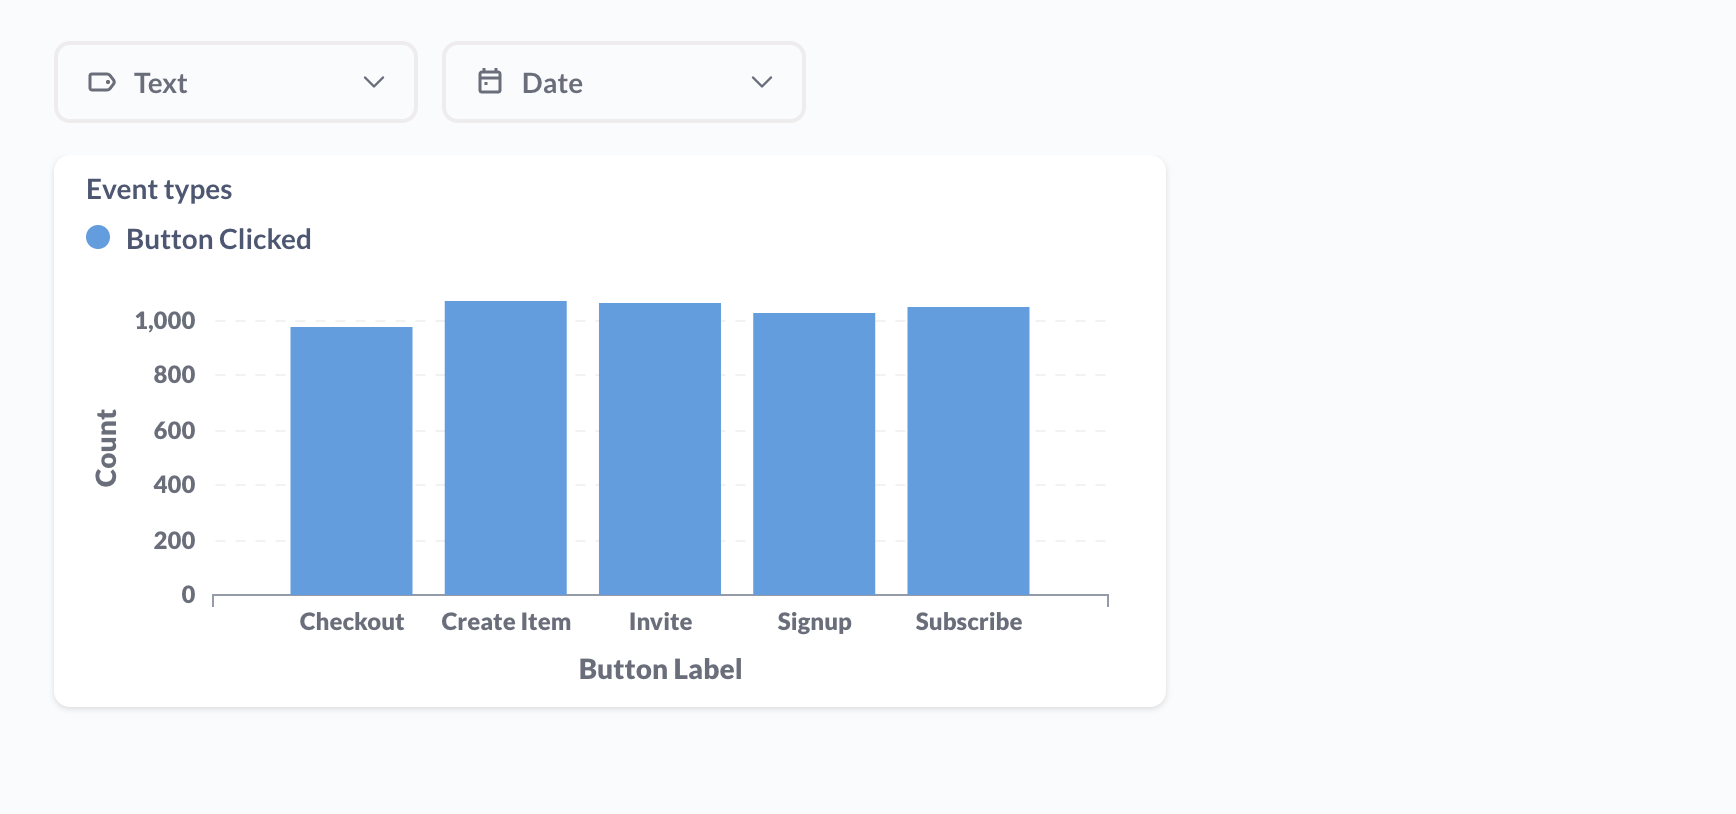 Text
Date
Event types
Button Clicked
1,000
800
600
400
200
0
Count
Checkout Create Item Invite Signup Subscribe
Button Label